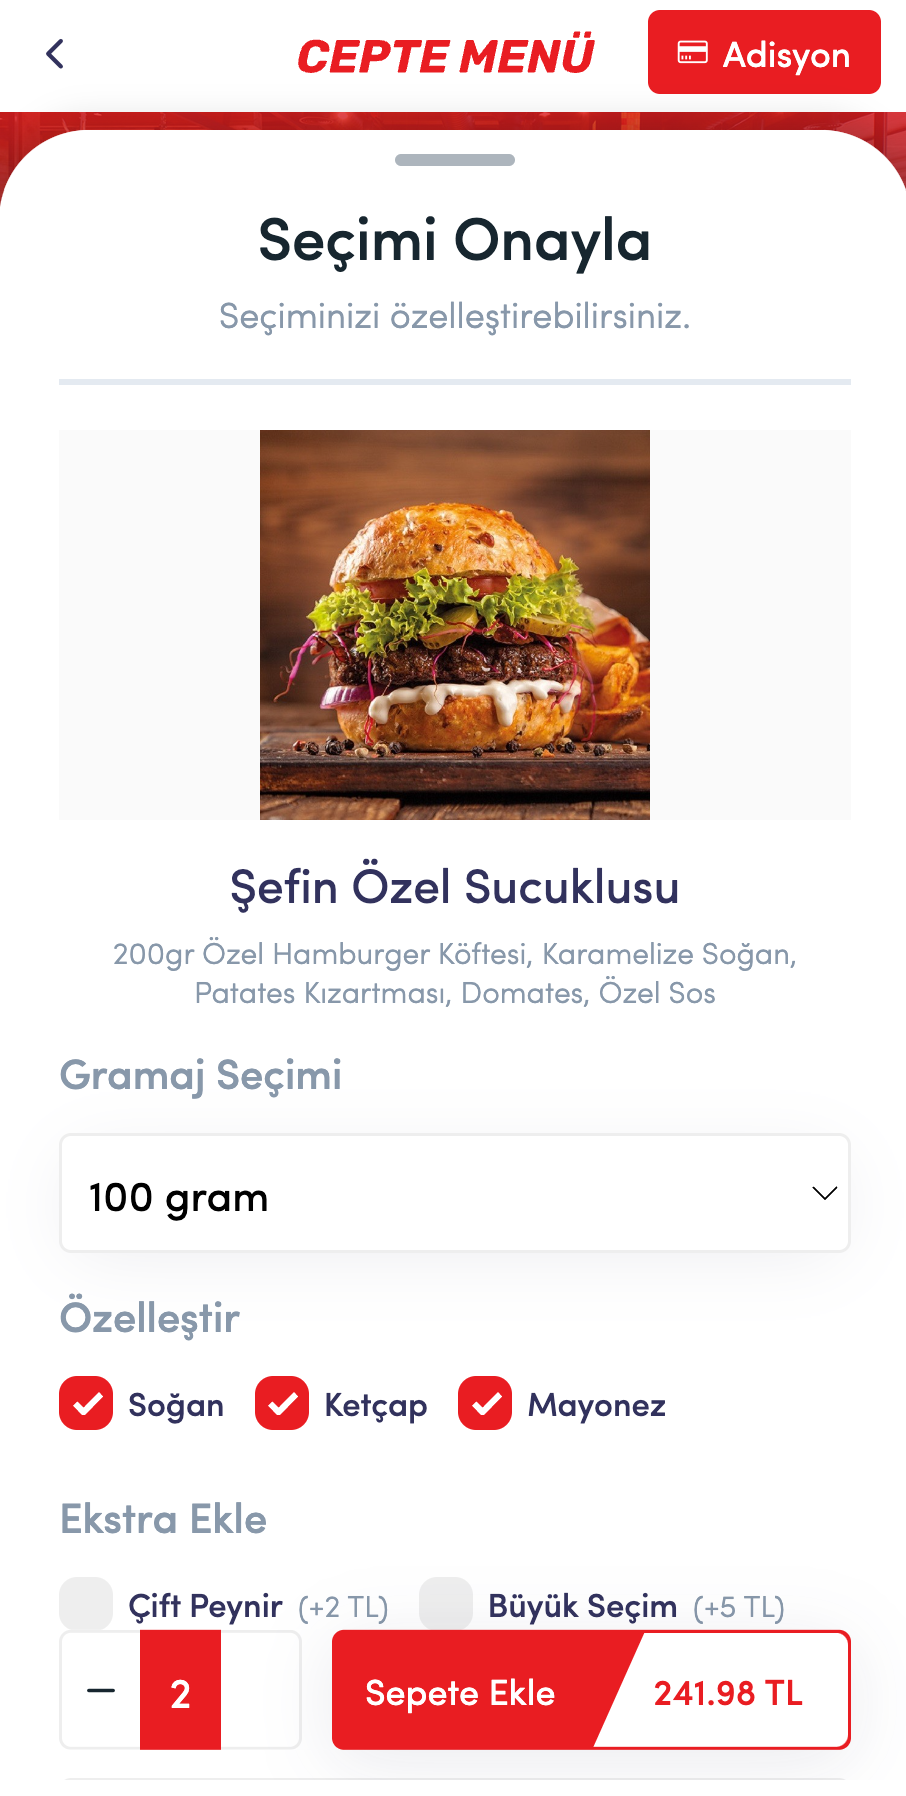 CEPTE MENÜ
Adisyon
Seçimi Onayla
Seçiminizi özelleştirebilirsiniz.
Şefin Özel Sucuklusu
200gr Özel Hamburger Köftesi, Karamelize Soğan,
Patates Kızartması, Domates, Özel Sos
Gramaj Seçimi
100 gram
Özelleştir
Soğan Ketçap Mayonez
Ekstra Ekle
Çift Peynir (+2 TL) Büyük Seçim (+5 TL)
— 2 Sepete Ekle 241.98 TL